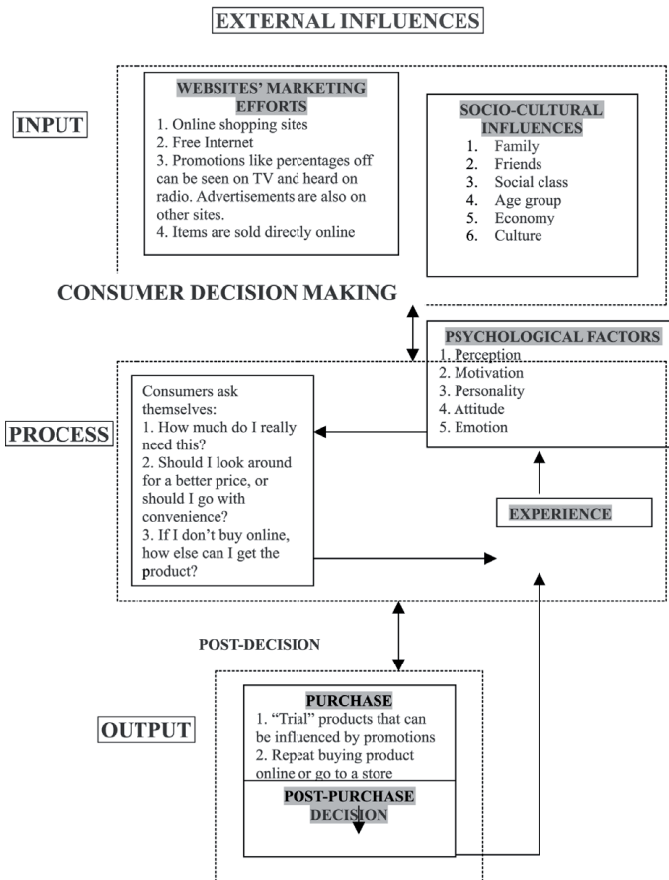 EXTERNAL INFLUENCES
INPUT
WEBSITES' MARKETING
EFFORTS
1. Online shopping sites
2. Free Internet
3. Promotions like percentages off
can be seen on TV and heard on
radio. Advertisements are also on
other sites.
4. Items are sold directly online
SOCIO-CULTURAL
INFLUENCES
1. Family
2. Friends
3. Social class
4. Age group
5. Economy
6. Culture
CONSUMER DECISION MAKING
PSYCHOLOGICAL FACTORS
1. Perception
2. Motivation
3. Personality
4. Attitude
5. Emotion
PROCESS
Consumers ask
themselves:
1. How much do I really
need this?
2. Should I look around
for a better price, or
should I go with
convenience?
3. If I don't buy online,
how else can I get the
product?
EXPERIENCE
POST-DECISION
OUTPUT
PURCHASE
1. “Trial” products that can
be influenced by promotions
2. Repeat buying product
online or go to a store
POST-PURCHASE
DECISION